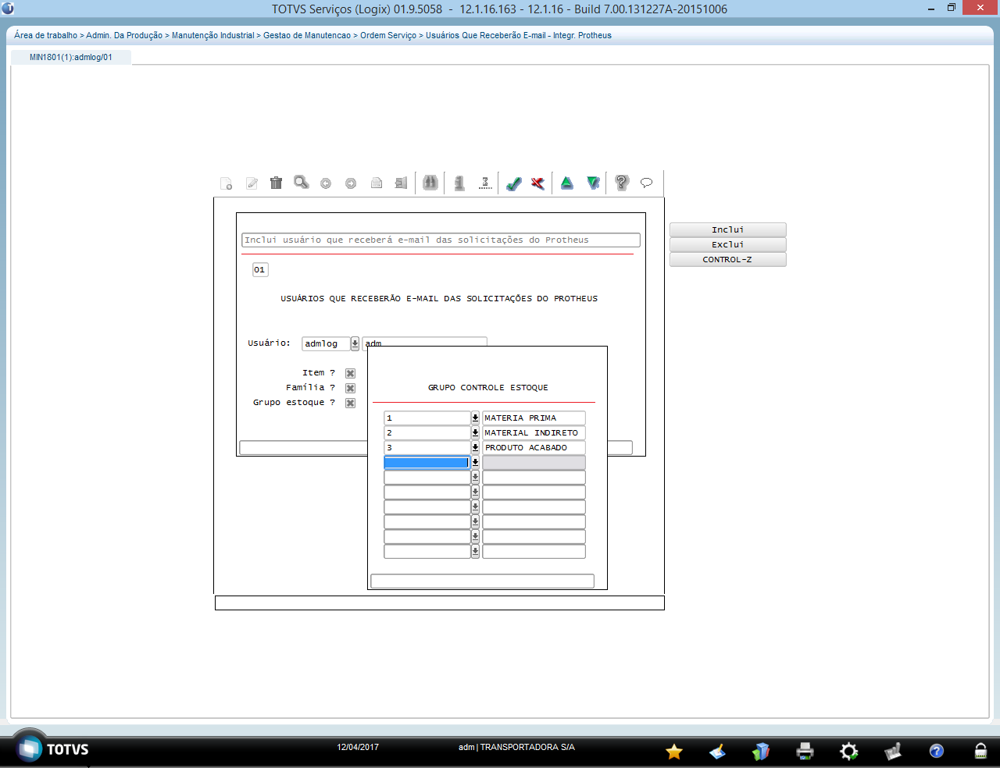 TOTVS Serviços (Logix) 01.9.5058 - 12.1.16.163 - 12.1.16 - Build 7.00.131227A-20151006
Área de trabalho > Admin. Da Produção > Manutenção Industrial > Gestao de Manutencao > Ordem Serviço > Usuários Que Receberão E-mail - Integr. Protheus
MIN1801(1):admlog/01
Inclui usuário que receberá e-mail das solicitações do Protheus
Inclui
Exclui
CONTROL-Z
01
USUÁRIOS QUE RECEBERÃO E-MAIL DAS SOLICITAÇÕES DO PROTHEUS
Usuário: admlog adm
Item ?
Família ?
Grupo estoque ?
GRUPO CONTROLE ESTOQUE
1 MATERIA PRIMA
2 MATERIAL INDIRETO
3 PRODUTO ACABADO
TOTVS 12/04/2017 adm | TRANSPORTADORA S/A